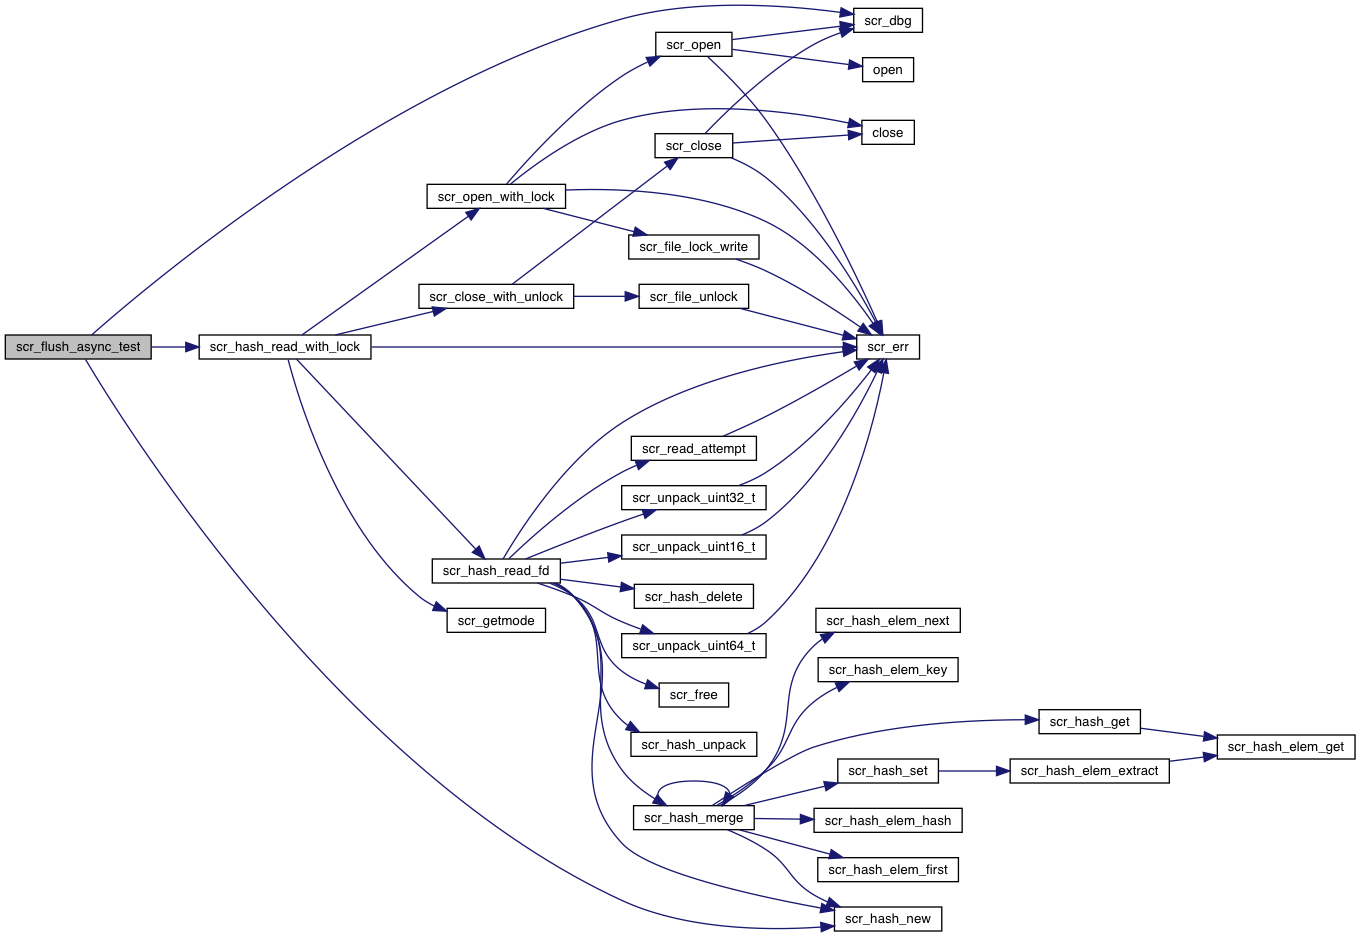 scr_dbg
scr_open
open
close
scr_close
scr_open_with_lock
scr_file_lock_write
scr_close_with_unlock
scr_file_unlock
scr_flush_async_test
scr_hash_read_with_lock
scr_err
scr_read_attempt
scr_unpack_uint32_t
scr_unpack_uint16_t
scr_hash_read_fd
scr_hash_delete
scr_getmode
scr_hash_elem_next
scr_unpack_uint64_t
scr_hash_elem_key
scr_free
scr_hash_get
scr_hash_unpack
scr_hash_elem_get
scr_hash_set
scr_hash_elem_extract
scr_hash_merge
scr_hash_elem_hash
scr_hash_elem_first
scr_hash_new